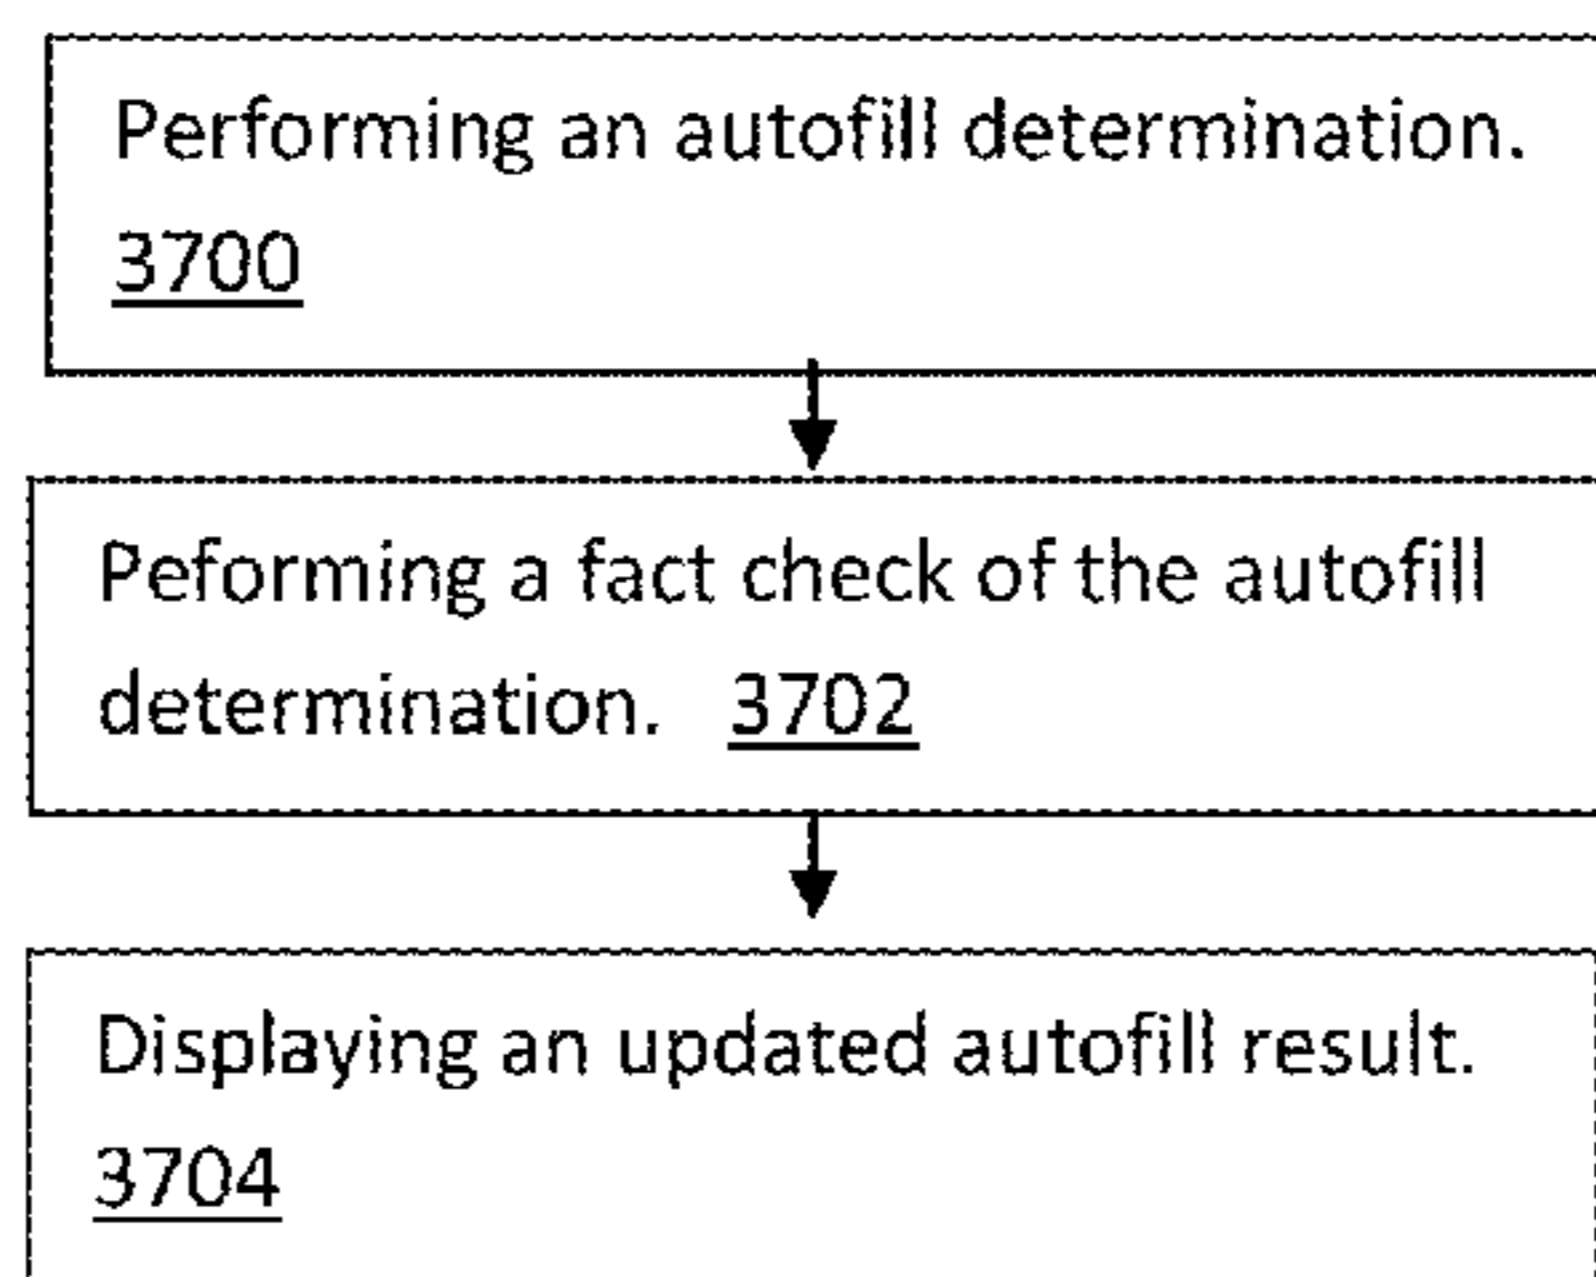 Performing an autofill determination.
3700
Peforming a fact check of the autofill
determination. 3702
Displaying an updated autofill result.
3704